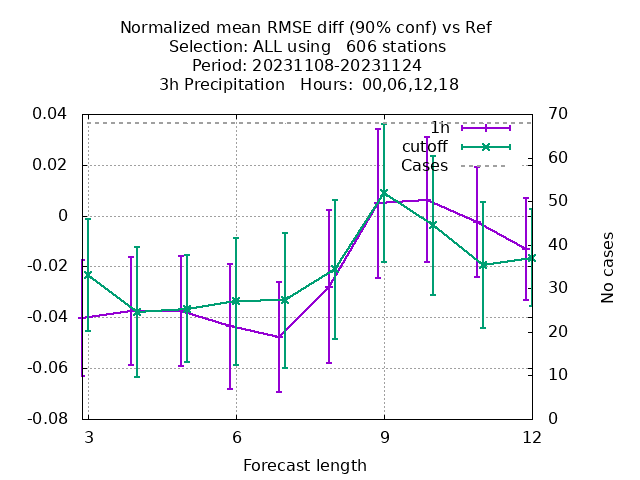 Normalized mean RMSE diff (90% conf) vs Ref
Selection: ALL using   606 stations
Period: 20231108-20231124
3h Precipitation   Hours:  00,06,12,18
0.04
0.02
0
-0.02
-0.04
-0.06
-0.08
70
60
50
40
30
20
10
0
1h
cutoff
Cases
No cases
3
6
9
12
Forecast length